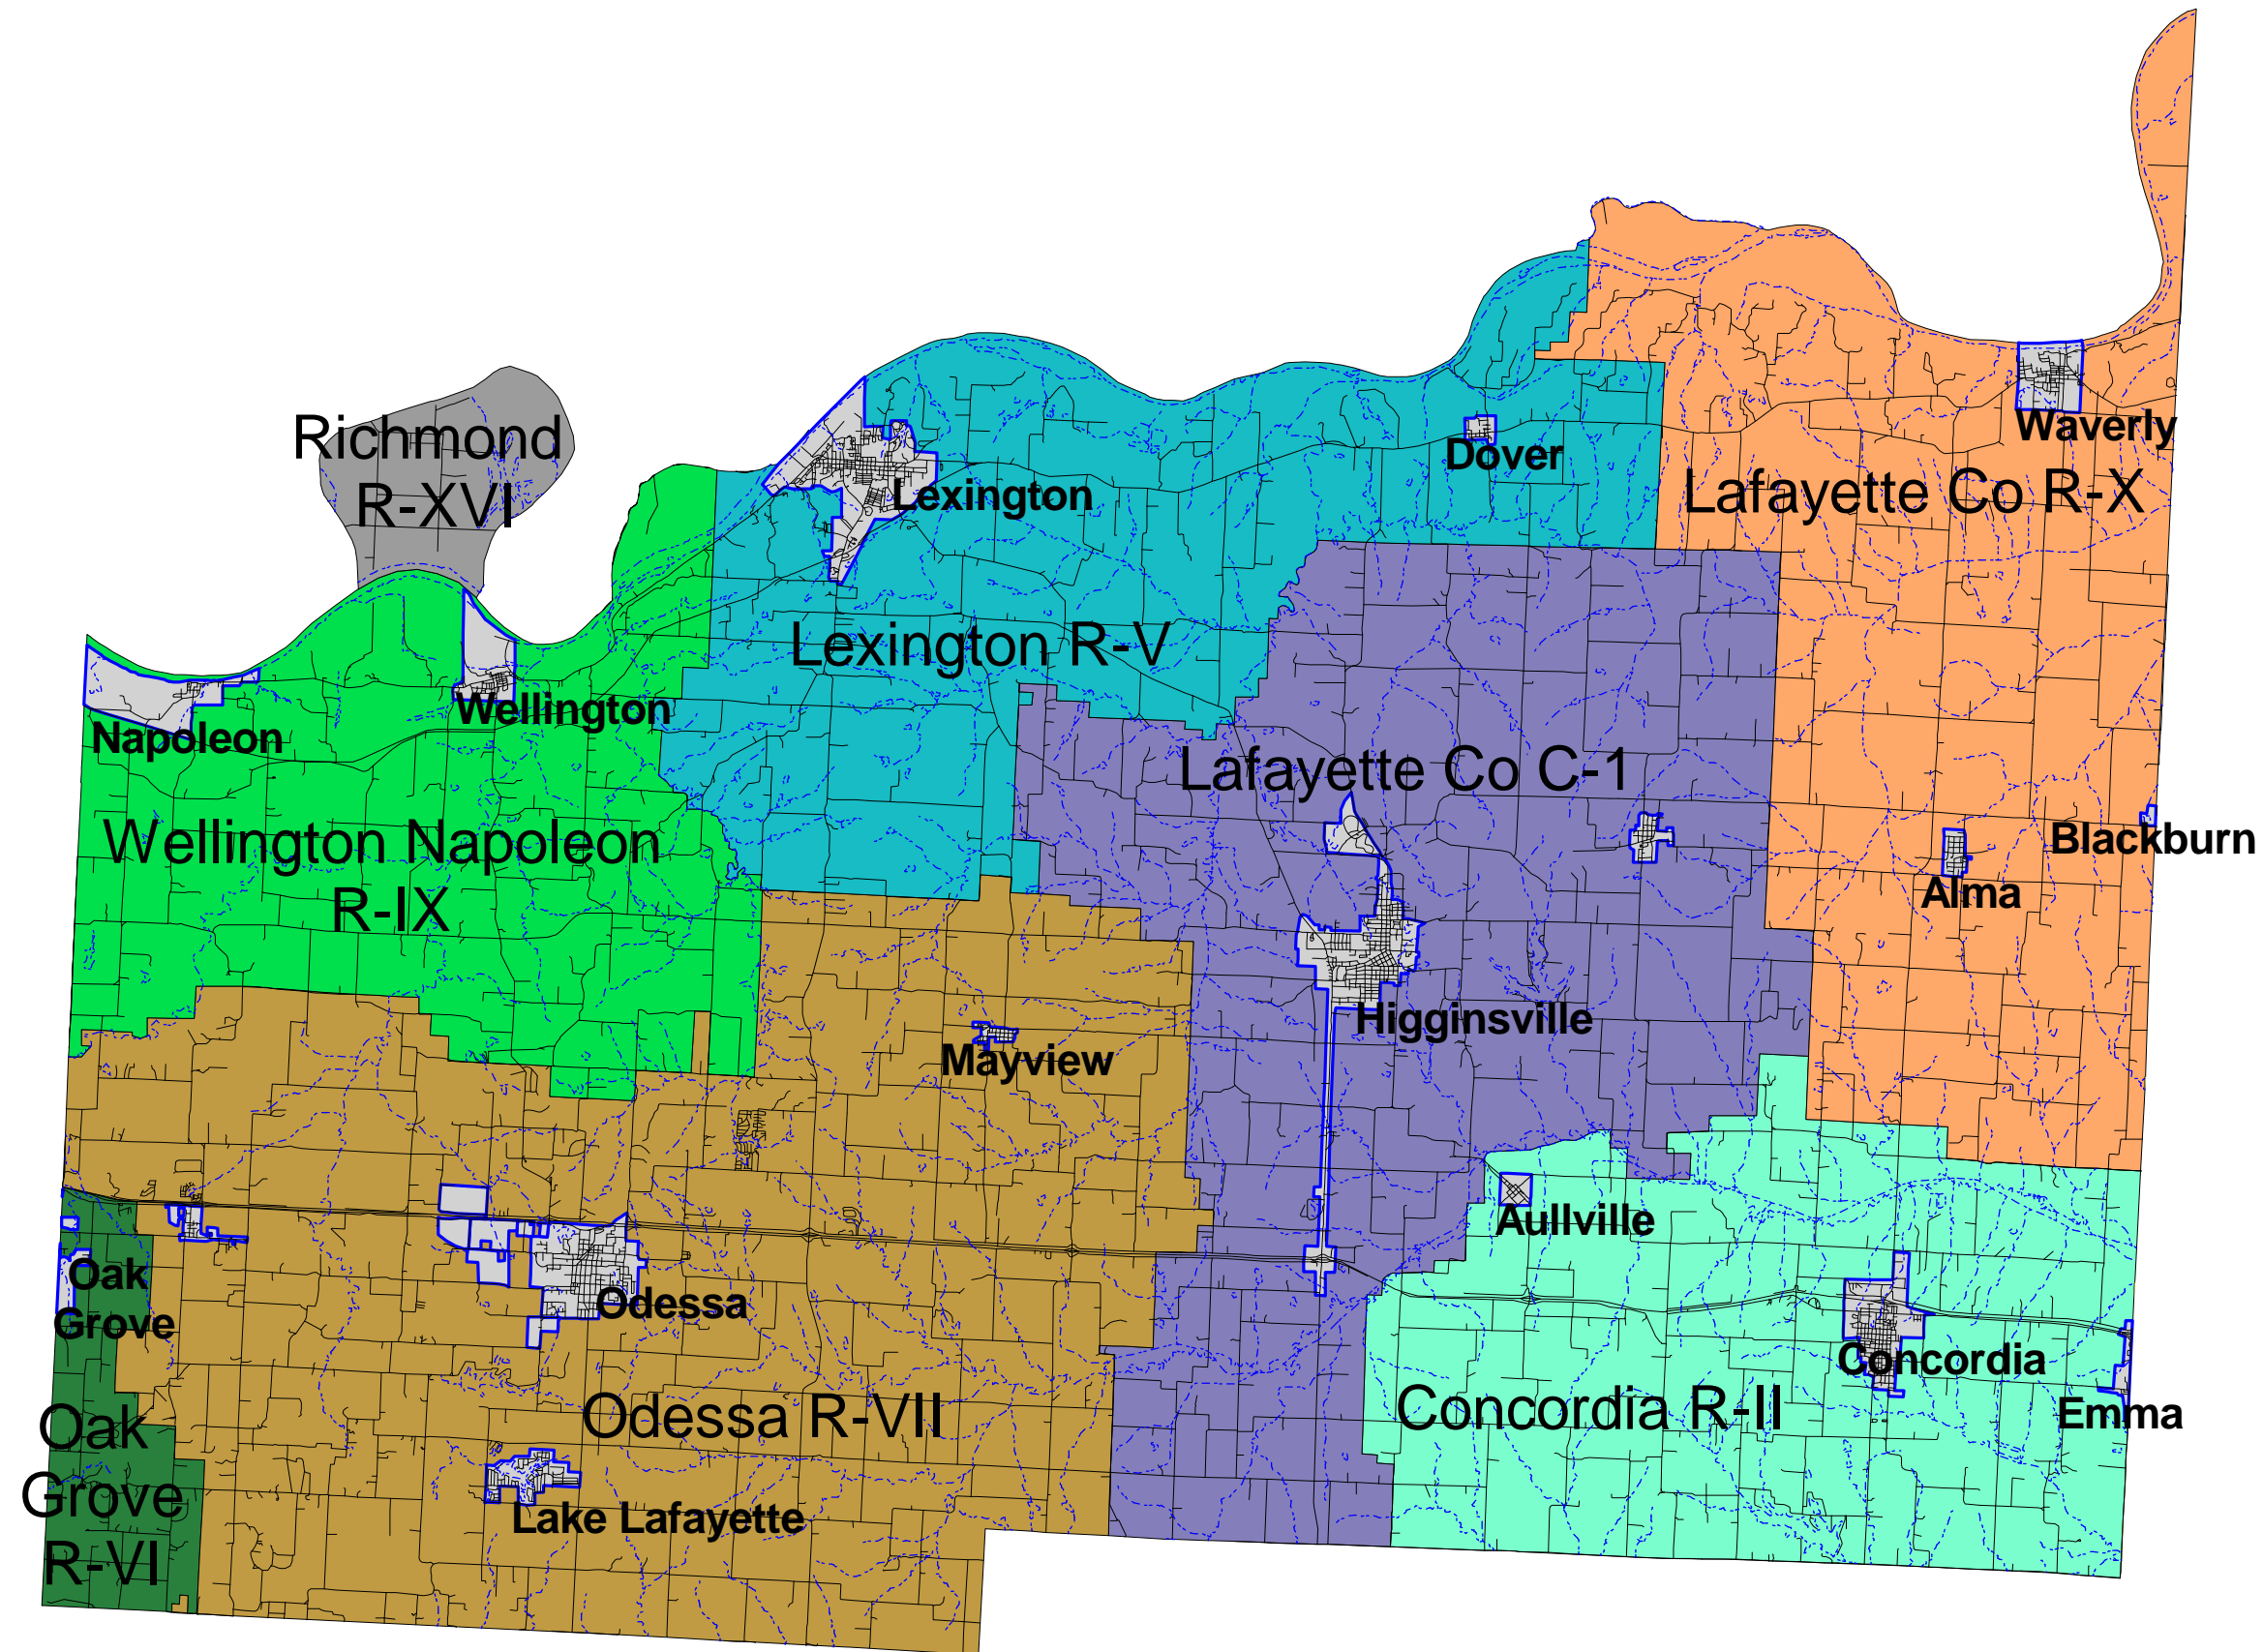 Richmond
R-XVI
Waverly
Dover
Lexington
Lafayette Co R-X
Lexington R-V
Wellington
Napoleon
Lafayette Co C-1
Wellington Napoleon
R-IX
Blackburn
Alma
Higginsville
Mayview
Aullville
Oak
Grove
Odessa
Concordia
Emma
Oak
Grove
R-VI
Odessa R-VII
Concordia R-II
Lake Lafayette